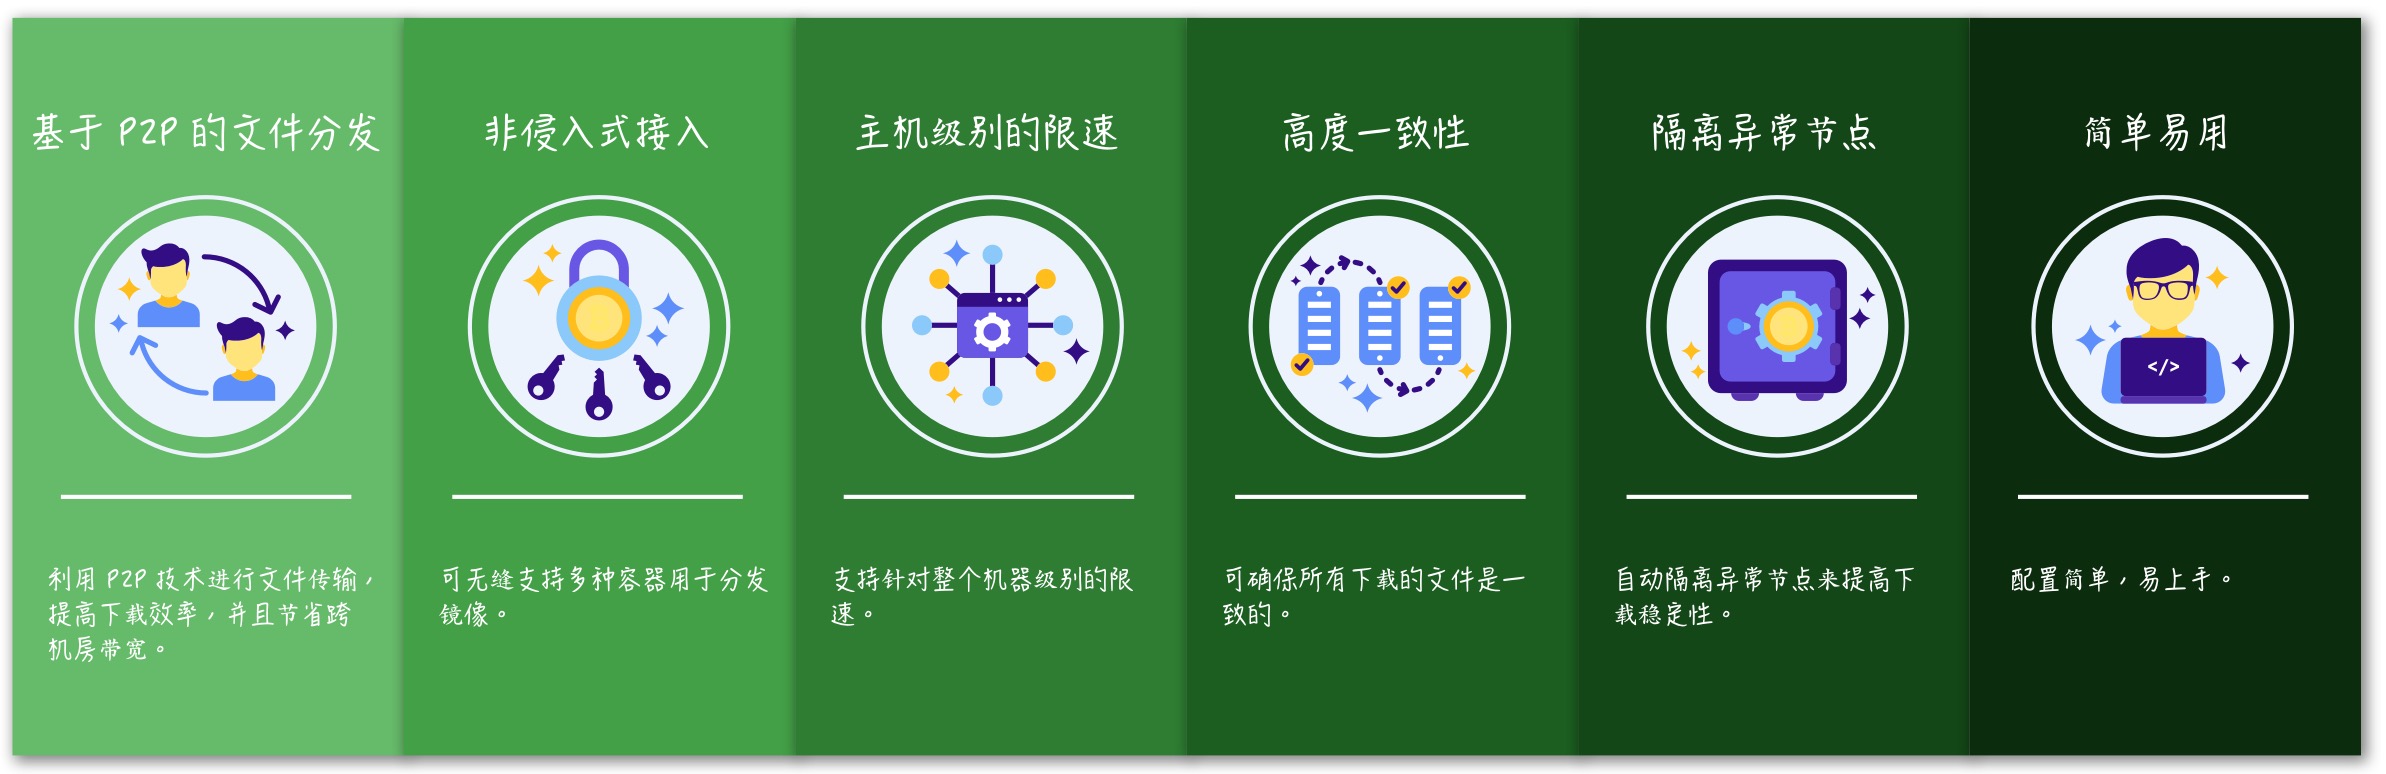 基于 P2P 的文件分发
非侵入式接入
主机级别的限速
高度一致性
隔离异常节点
简单易用
</>
利用 P2P 技术进行文件传输，
提高下载效率，并且节省跨
机房带宽。
可无缝支持多种容器用于分发
镜像。
支持针对整个机器级别的限
速。
可确保所有下载的文件是一
致的。
自动隔离异常节点来提高下
载稳定性。
配置简单，易上手。